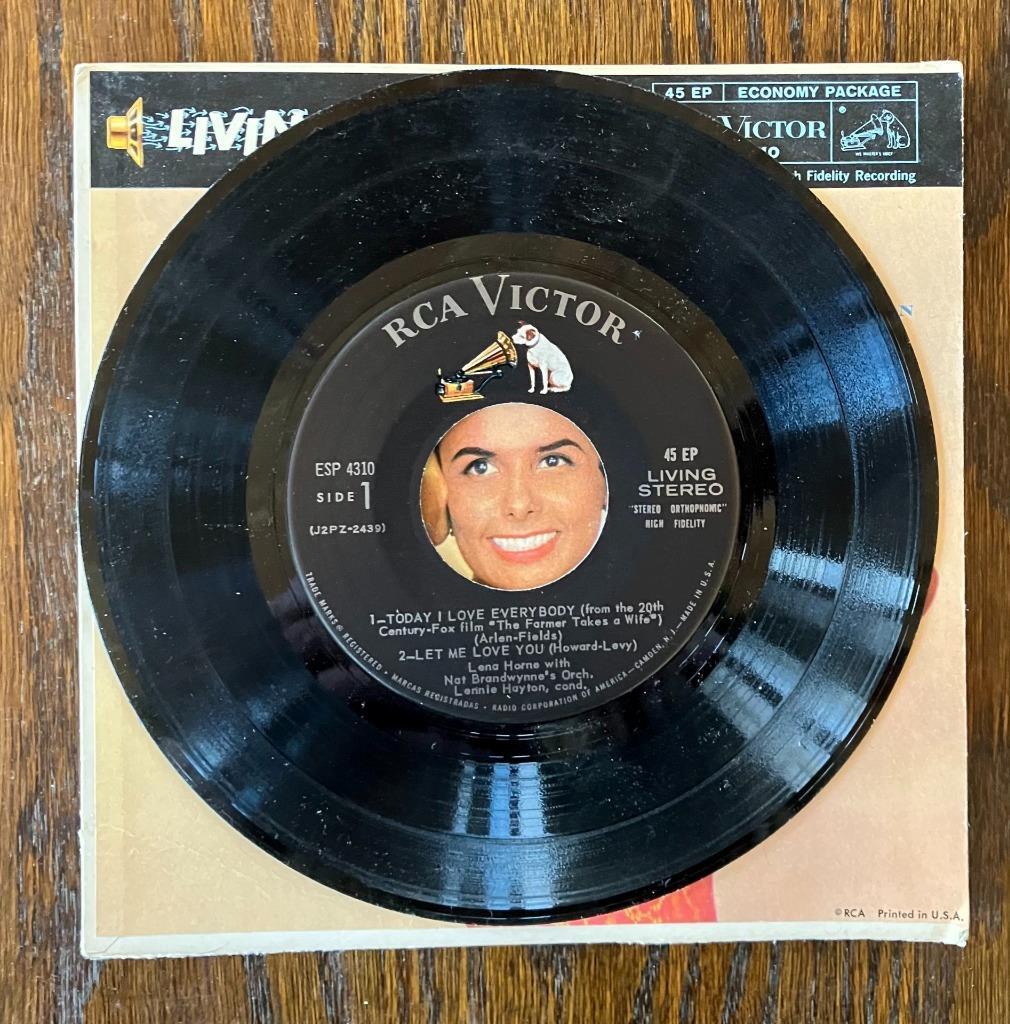 LIVIN
45 EP ECONOMY PACKAGE
VICTOR
"HIS MASTER'S VOICE"
10
h Fidelity Recording
N
RCA VICTOR
ESP 4310
SIDE 1
(J2PZ-2439)
45 EP
LIVING
STEREO
"STEREO ORTHOPHONIC"
HIGH FIDELITY
1—TODAY I LOVE EVERYBODY (from the 20th
Century-Fox film "The Farmer Takes a Wife")
(Arlen-Fields)
2—LET ME LOVE YOU (Howard-Levy)
Lena Horne with
Nat Brandwynne's Orch.
Lennie Hayton, cond.
TRADE MARKS ® REGISTERED • MARCAS REGISTRADAS • RADIO CORPORATION OF AMERICA—CAMDEN, N.J.—MADE IN U.S.A.
©RCA Printed in U.S.A.